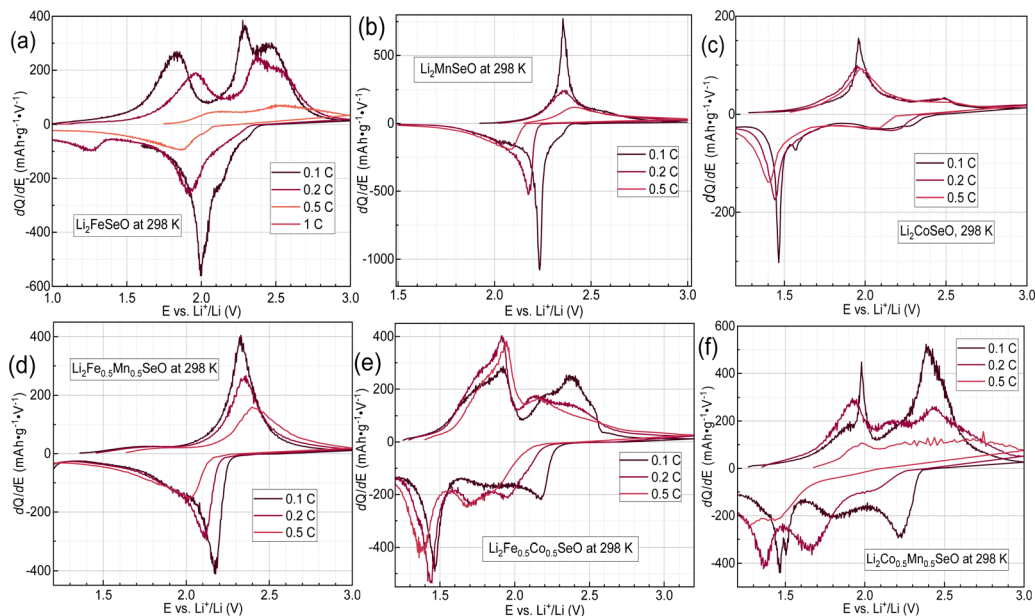 (a)
400
200
0
-200
-400
-600
dQ/dE (mAh•g⁻¹•V⁻¹)
Li₂FeSeO at 298 K
0.1 C
0.2 C
0.5 C
1 C
1.0 1.5 2.0 2.5 3.0
E vs. Li⁺/Li (V)
(b)
500
0
-500
-1000
dQ/dE (mAh•g⁻¹•V⁻¹)
Li₂MnSeO at 298 K
0.1 C
0.2 C
0.5 C
1.5 2.0 2.5 3.0
E vs. Li⁺/Li (V)
(c)
200
0
-200
dQ/dE (mAh•g⁻¹•V⁻¹)
0.1 C
0.2 C
0.5 C
Li₂CoSeO, 298 K
1.5 2.0 2.5 3.0
E vs. Li⁺/Li (V)
(d)
400
200
0
-200
-400
dQ/dE (mAh•g⁻¹•V⁻¹)
Li₂Fe₀.₅Mn₀.₅SeO at 298 K
0.1 C
0.2 C
0.5 C
1.5 2.0 2.5 3.0
E vs. Li⁺/Li (V)
(e)
400
200
0
-200
-400
dQ/dE (mAh•g⁻¹•V⁻¹)
0.1 C
0.2 C
0.5 C
Li₂Fe₀.₅Co₀.₅SeO at 298 K
1.5 2.0 2.5 3.0
E vs. Li⁺/Li (V)
(f)
600
400
200
0
-200
-400
dQ/dE (mAh•g⁻¹•V⁻¹)
0.1 C
0.2 C
0.5 C
Li₂Co₀.₅Mn₀.₅SeO at 298 K
1.5 2.0 2.5 3.0
E vs. Li⁺/Li (V)